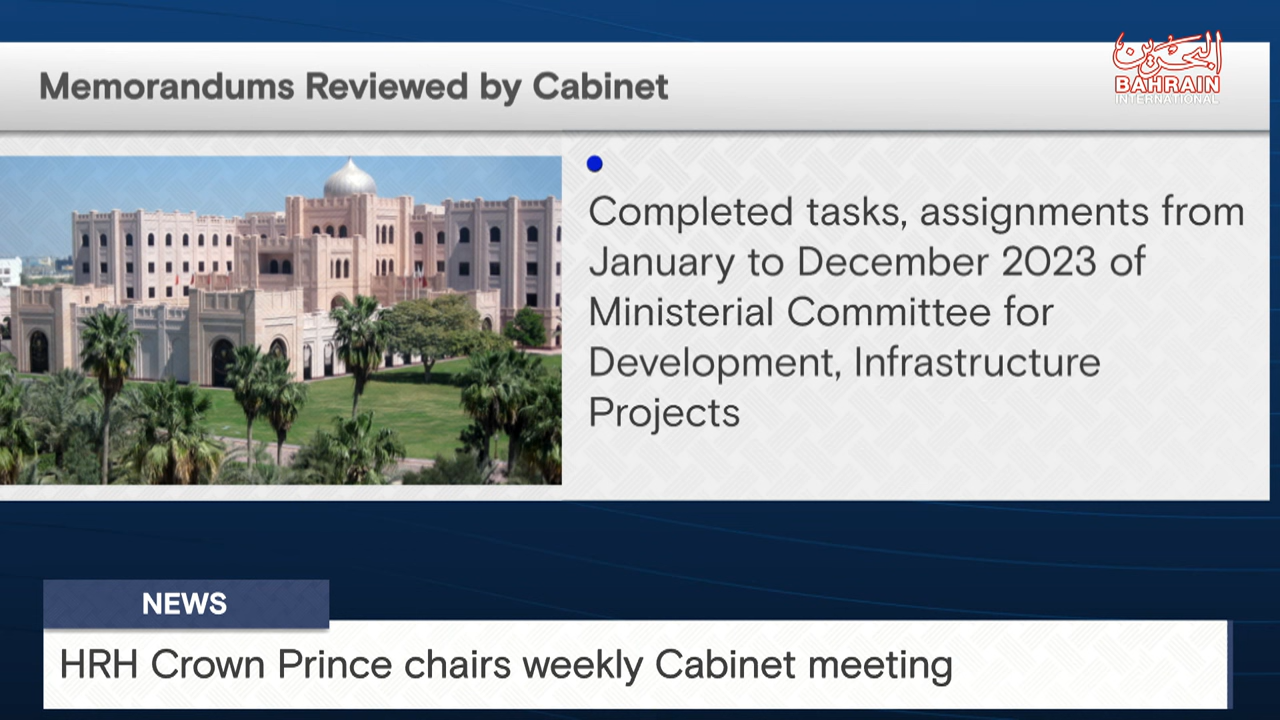 Memorandums Reviewed by Cabinet
البحرين
BAHRAIN
INTERNATIONAL
Completed tasks, assignments from
January to December 2023 of
Ministerial Committee for
Development, Infrastructure
Projects
NEWS
HRH Crown Prince chairs weekly Cabinet meeting